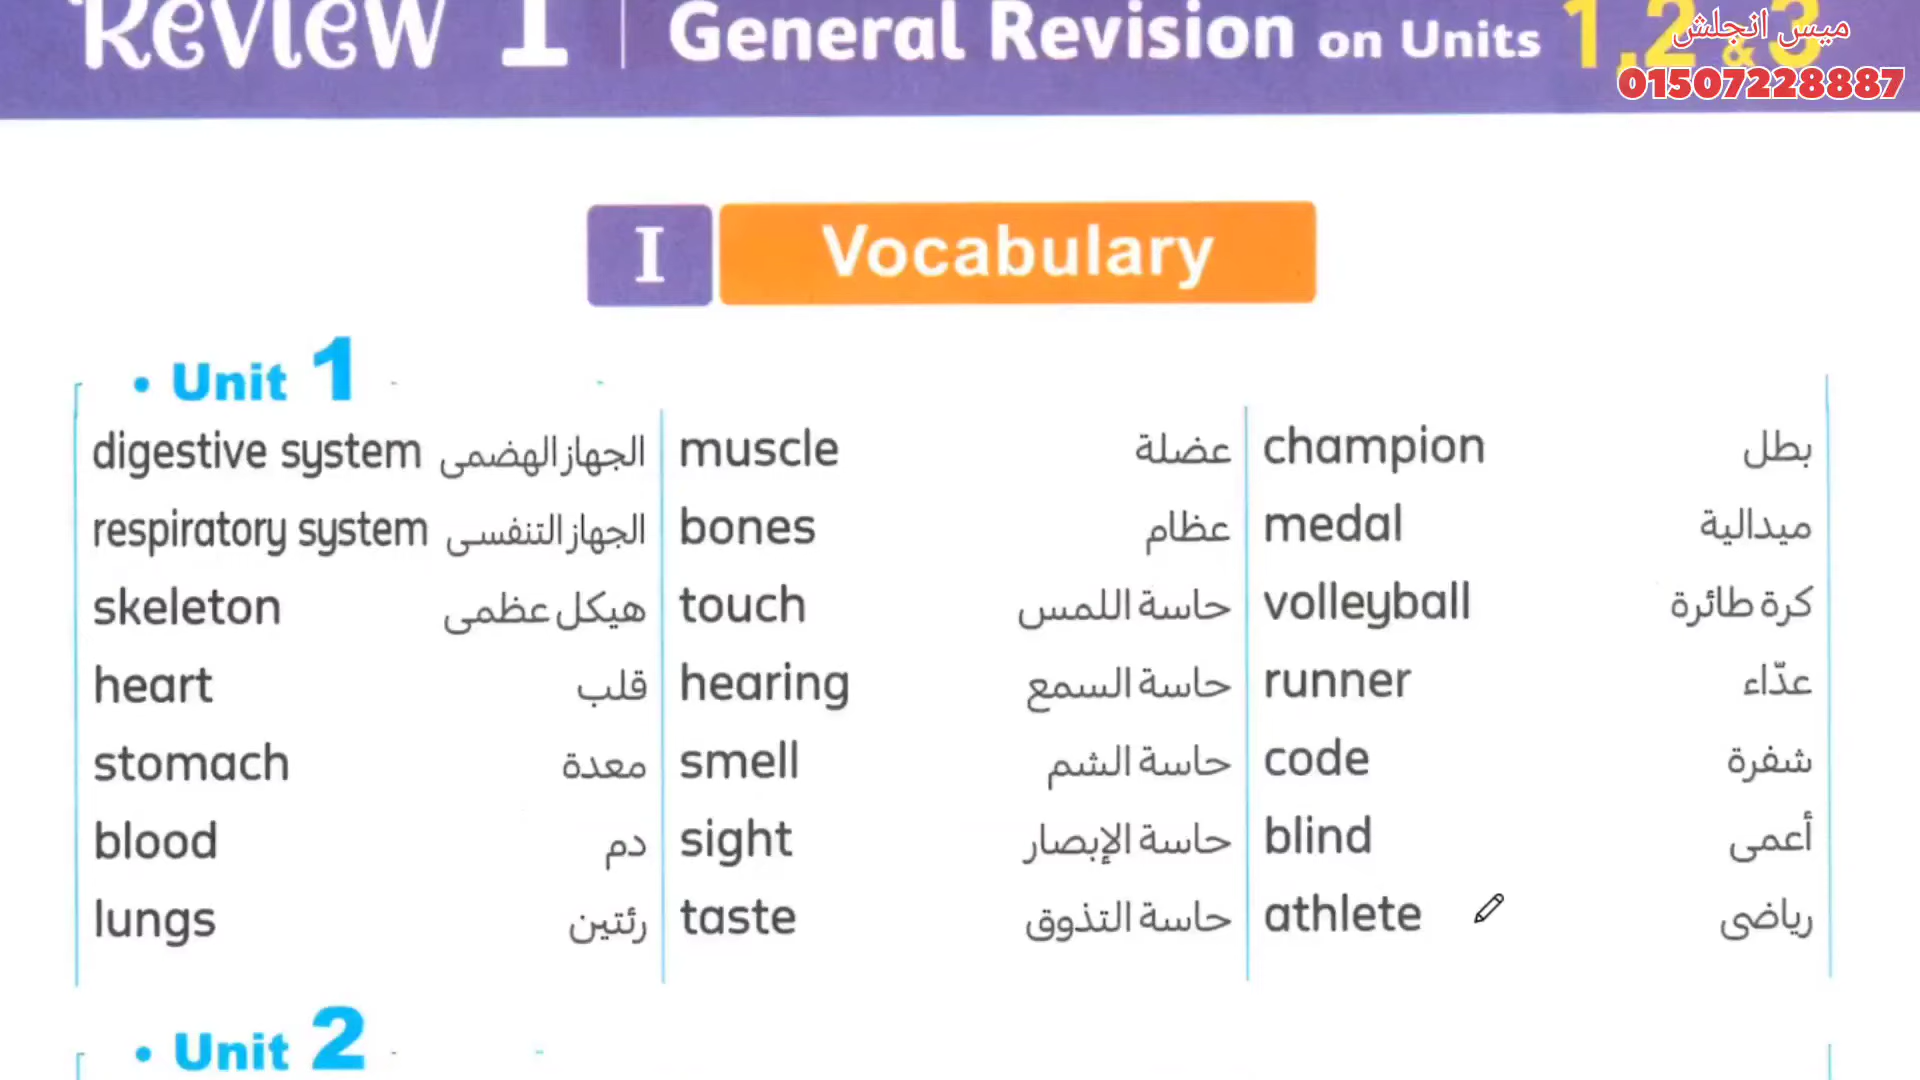 Review 1 General Revision on Units 1,2 & 3
ميس انجلش
01507228887
I Vocabulary
• Unit 1
digestive system الجهاز الهضمى
respiratory system الجهاز التنفسى
skeleton هيكل عظمى
heart قلب
stomach معدة
blood دم
lungs رئتين
muscle عضلة
bones عظام
touch حاسة اللمس
hearing حاسة السمع
smell حاسة الشم
sight حاسة الإبصار
taste حاسة التذوق
champion بطل
medal ميدالية
volleyball كرة طائرة
runner عدّاء
code شفرة
blind أعمى
athlete رياضى
• Unit 2